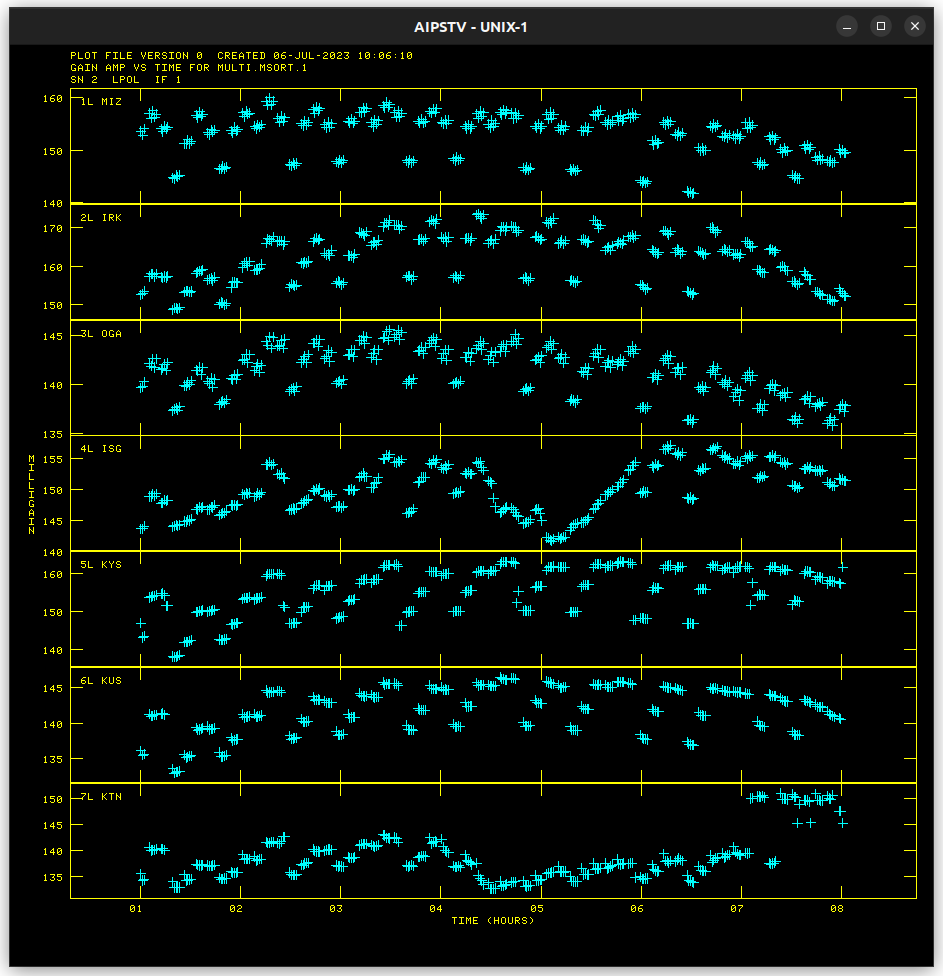 AIPSTV - UNIX-1
PLOT FILE VERSION 0  CREATED 06-JUL-2023 10:06:10
GAIN AMP VS TIME FOR MULTI.MSORT.1
SN 2  LPOL  IF 1
160
1L MIZ
150
140
2L IRK
170
160
150
3L OGA
145
140
135
4L ISG
155
150
145
140
MILLIGAIN
5L KYS
160
150
140
6L KUS
145
140
135
7L KTN
150
145
140
135
01 02 03 04 05 06 07 08
TIME (HOURS)